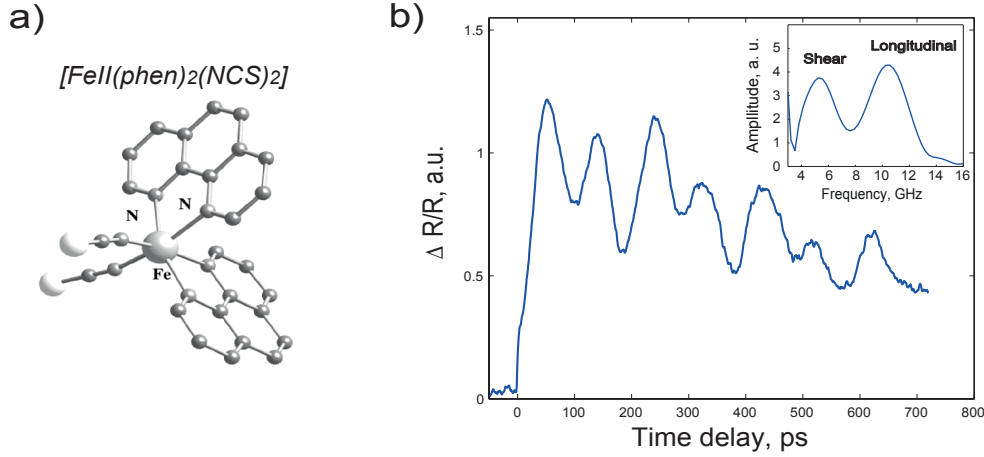 a)
[FeII(phen)2(NCS)2]
N
N
Fe
b)
Δ R/R, a.u.
1.5
1
0.5
0
0
100
200
300
400
500
600
700
800
Time delay, ps
Shear
Longitudinal
Ampllitude, a. u.
5
4
3
2
1
0
4
6
8
10
12
14
16
Frequency, GHz